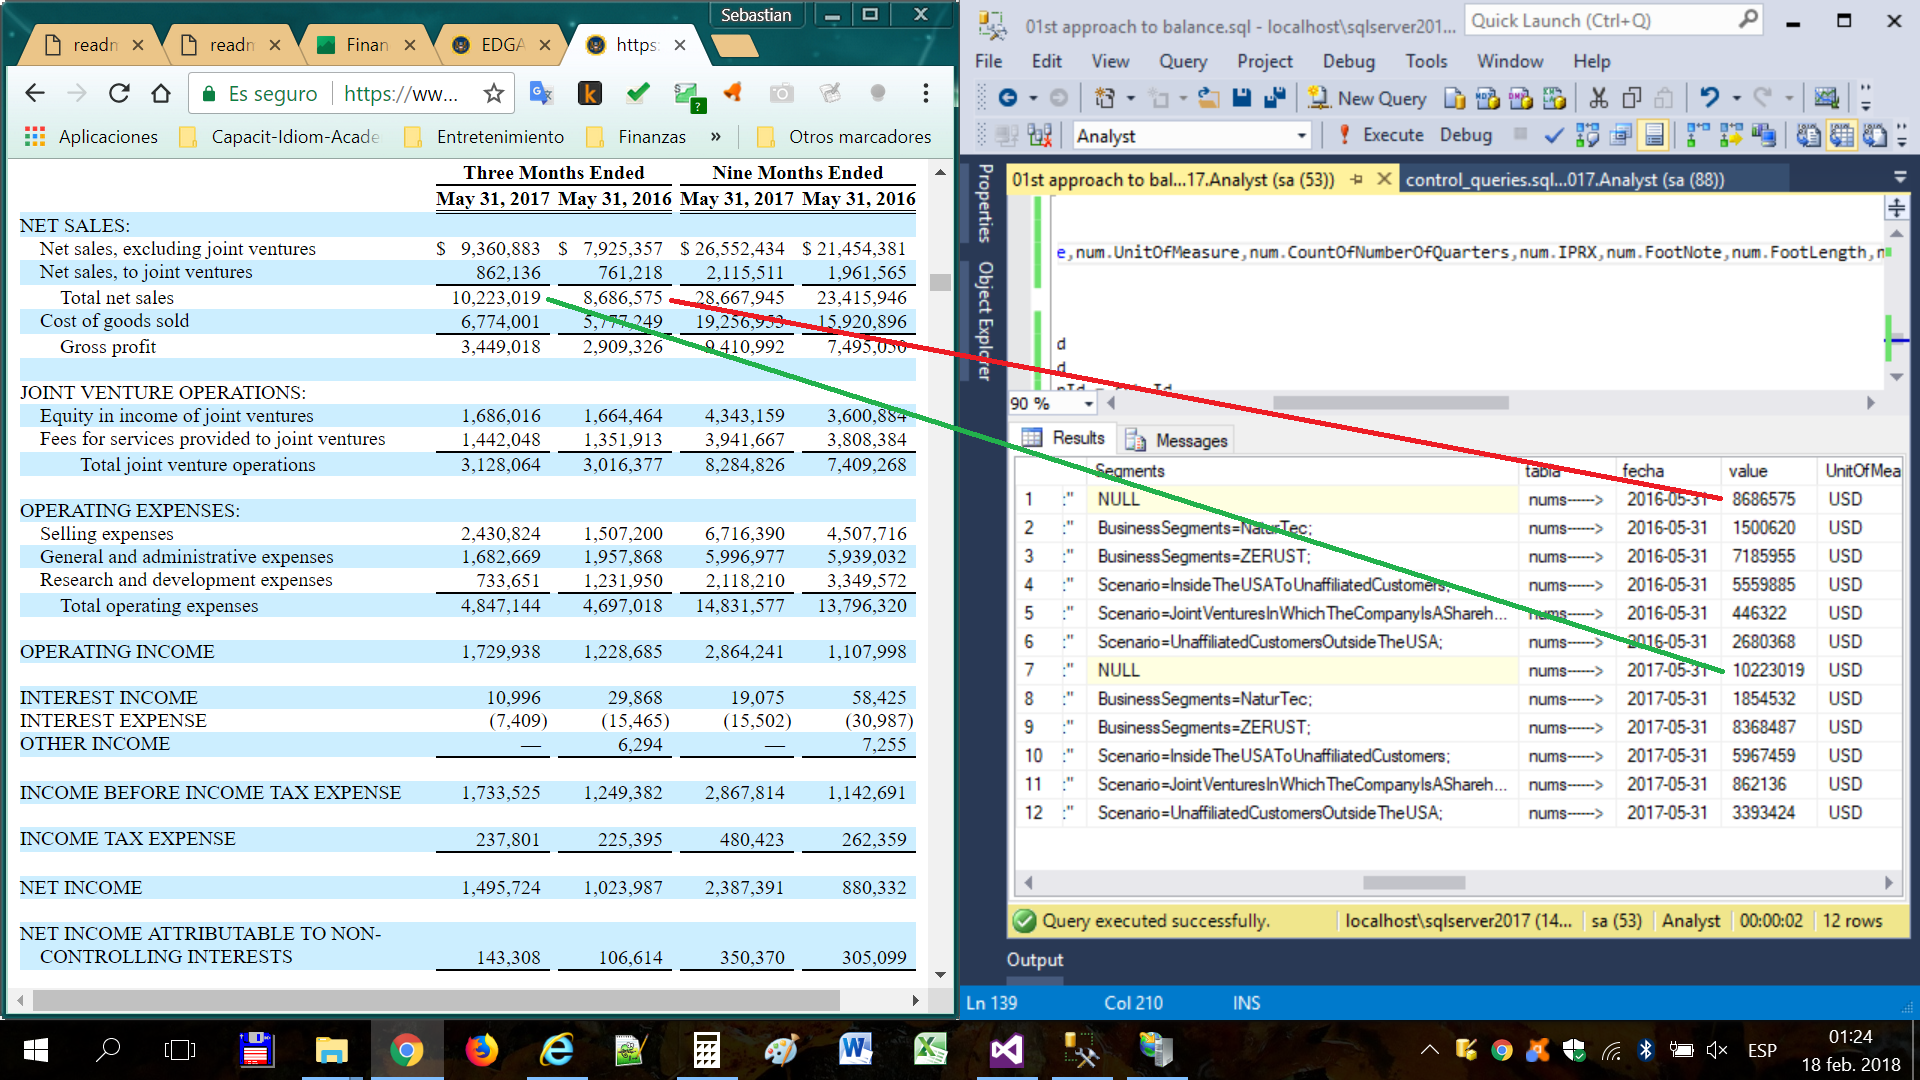 Sebastian
readn
readn
Finan
EDGA
https:
Es seguro
https://ww...
Aplicaciones
Capacit-Idiom-Acade
Entretenimiento
Finanzas
»
Otros marcadores
Three Months Ended Nine Months Ended
May 31, 2017 May 31, 2016 May 31, 2017 May 31, 2016
NET SALES:
Net sales, excluding joint ventures $ 9,360,883 $ 7,925,357 $ 26,552,434 $ 21,454,381
Net sales, to joint ventures 862,136 761,218 2,115,511 1,961,565
Total net sales 10,223,019 8,686,575 28,667,945 23,415,946
Cost of goods sold 6,774,001 5,777,249 19,256,953 15,920,896
Gross profit 3,449,018 2,909,326 9,410,992 7,495,050
JOINT VENTURE OPERATIONS:
Equity in income of joint ventures 1,686,016 1,664,464 4,343,159 3,600,884
Fees for services provided to joint ventures 1,442,048 1,351,913 3,941,667 3,808,384
Total joint venture operations 3,128,064 3,016,377 8,284,826 7,409,268
OPERATING EXPENSES:
Selling expenses 2,430,824 1,507,200 6,716,390 4,507,716
General and administrative expenses 1,682,669 1,957,868 5,996,977 5,939,032
Research and development expenses 733,651 1,231,950 2,118,210 3,349,572
Total operating expenses 4,847,144 4,697,018 14,831,577 13,796,320
OPERATING INCOME 1,729,938 1,228,685 2,864,241 1,107,998
INTEREST INCOME 10,996 29,868 19,075 58,425
INTEREST EXPENSE (7,409) (15,465) (15,502) (30,987)
OTHER INCOME — 6,294 — 7,255
INCOME BEFORE INCOME TAX EXPENSE 1,733,525 1,249,382 2,867,814 1,142,691
INCOME TAX EXPENSE 237,801 225,395 480,423 262,359
NET INCOME 1,495,724 1,023,987 2,387,391 880,332
NET INCOME ATTRIBUTABLE TO NON-
CONTROLLING INTERESTS 143,308 106,614 350,370 305,099
01st approach to balance.sql - localhost\sqlserver201...
Quick Launch (Ctrl+Q)
File Edit View Query Project Debug Tools Window Help
New Query
Analyst
Execute Debug
Properties
Object Explorer
01st approach to bal...17.Analyst (sa (53))
control_queries.sql...017.Analyst (sa (88))
e,num.UnitOfMeasure,num.CountOfNumberOfQuarters,num.IPRX,num.FootNote,num.FootLength,n
d
d
90 %
Results
Messages
Segments tabla fecha value UnitOfMea
1 :" NULL nums------> 2016-05-31 8686575 USD
2 :" BusinessSegments=NaturTec; nums------> 2016-05-31 1500620 USD
3 :" BusinessSegments=ZERUST; nums------> 2016-05-31 7185955 USD
4 :" Scenario=InsideTheUSAToUnaffiliatedCustomers; nums------> 2016-05-31 5559885 USD
5 :" Scenario=JointVenturesInWhichTheCompanyIsAShareh... nums------> 2016-05-31 446322 USD
6 :" Scenario=UnaffiliatedCustomersOutsideTheUSA; nums------> 2016-05-31 2680368 USD
7 :" NULL nums------> 2017-05-31 10223019 USD
8 :" BusinessSegments=NaturTec; nums------> 2017-05-31 1854532 USD
9 :" BusinessSegments=ZERUST; nums------> 2017-05-31 8368487 USD
10 :" Scenario=InsideTheUSAToUnaffiliatedCustomers; nums------> 2017-05-31 5967459 USD
11 :" Scenario=JointVenturesInWhichTheCompanyIsAShareh... nums------> 2017-05-31 862136 USD
12 :" Scenario=UnaffiliatedCustomersOutsideTheUSA; nums------> 2017-05-31 3393424 USD
Query executed successfully.
localhost\sqlserver2017 (14... sa (53) Analyst 00:00:02 12 rows
Output
Ln 139 Col 210 INS
ESP
01:24
18 feb. 2018